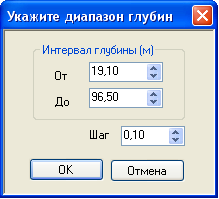 Укажите диапазон глубин
Интервал глубины (м)
От 19,10
До 96,50
Шаг 0,10
OK Отмена